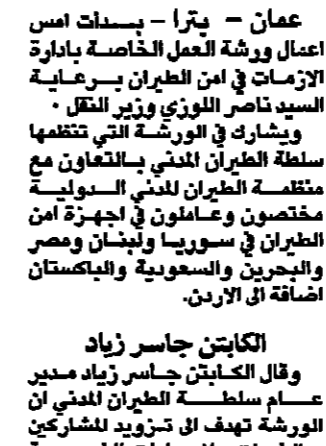 عمان – بترا – بدأت امس
اعمال ورشة العمل الخاصة بادارة
الازمات في امن الطيران برعاية
السيد ناصر اللوزي وزير النقل .
ويشارك في الورشة التي تنظمها
سلطة الطيران المدني بالتعاون مع
منظمة الطيران المدني الدولية
مختصون وعاملون في اجهزة امن
الطيران في سوريا ولبنان ومصر
والبحرين والسعودية والباكستان
اضافة الى الاردن.
الكابتن جاسر زياد
وقال الكابتن جاسر زياد مدير
عام سلطة الطيران المدني ان
الورشة تهدف الى تزويد المشاركين